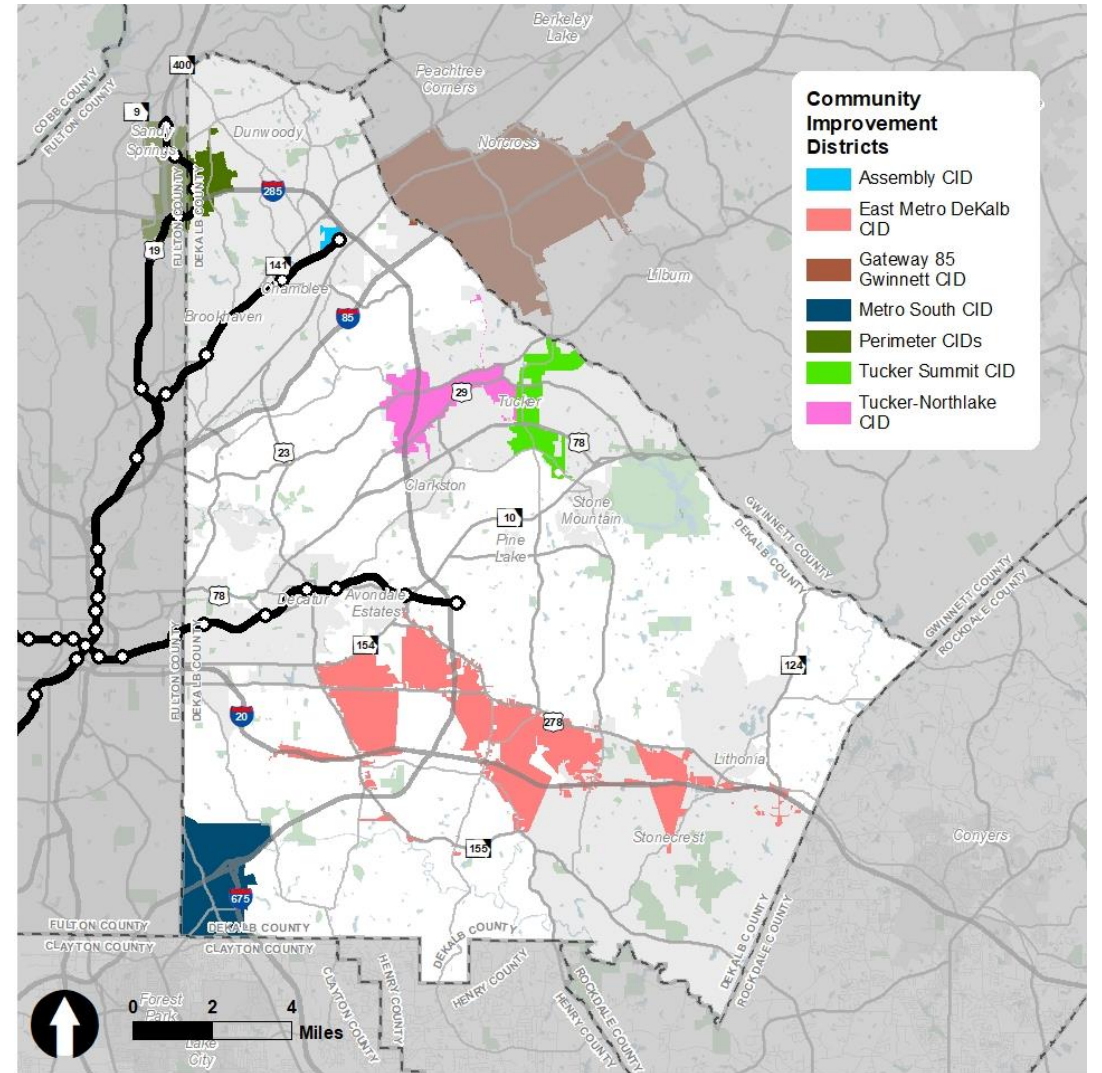 Berkeley
Lake
400
Peachtree
Corners
COBB COUNTY
FULTON COUNTY
9
Sandy
Springs
Dunwoody
Norcross
285
FULTON COUNTY
DEKALB COUNTY
19
141
Chamblee
Lilburn
Brookhaven
85
Community
Improvement
Districts
Assembly CID
East Metro DeKalb
CID
Gateway 85
Gwinnett CID
Metro South CID
Perimeter CIDs
Tucker Summit CID
Tucker-Northlake
CID
29
Tucker
23
78
Clarkston
Stone
Mountain
10
Pine
Lake
GWINNETT COUNTY
DEKALB COUNTY
GWINNETT COUNTY
ROCKDALE COUNTY
78
Decatur
Avondale
Estates
154
FULTON COUNTY
DEKALB COUNTY
124
20
278
Lithonia
Stonecrest
Conyers
155
675
FULTON COUNTY
CLAYTON COUNTY
DEKALB COUNTY
CLAYTON COUNTY
DEKALB COUNTY
HENRY COUNTY
DEKALB COUNTY
ROCKDALE COUNTY
CLAYTON COUNTY
HENRY COUNTY
ROCKDALE COUNTY
HENRY COUNTY
0 2 4
Miles
Forest
Park
Lake
City